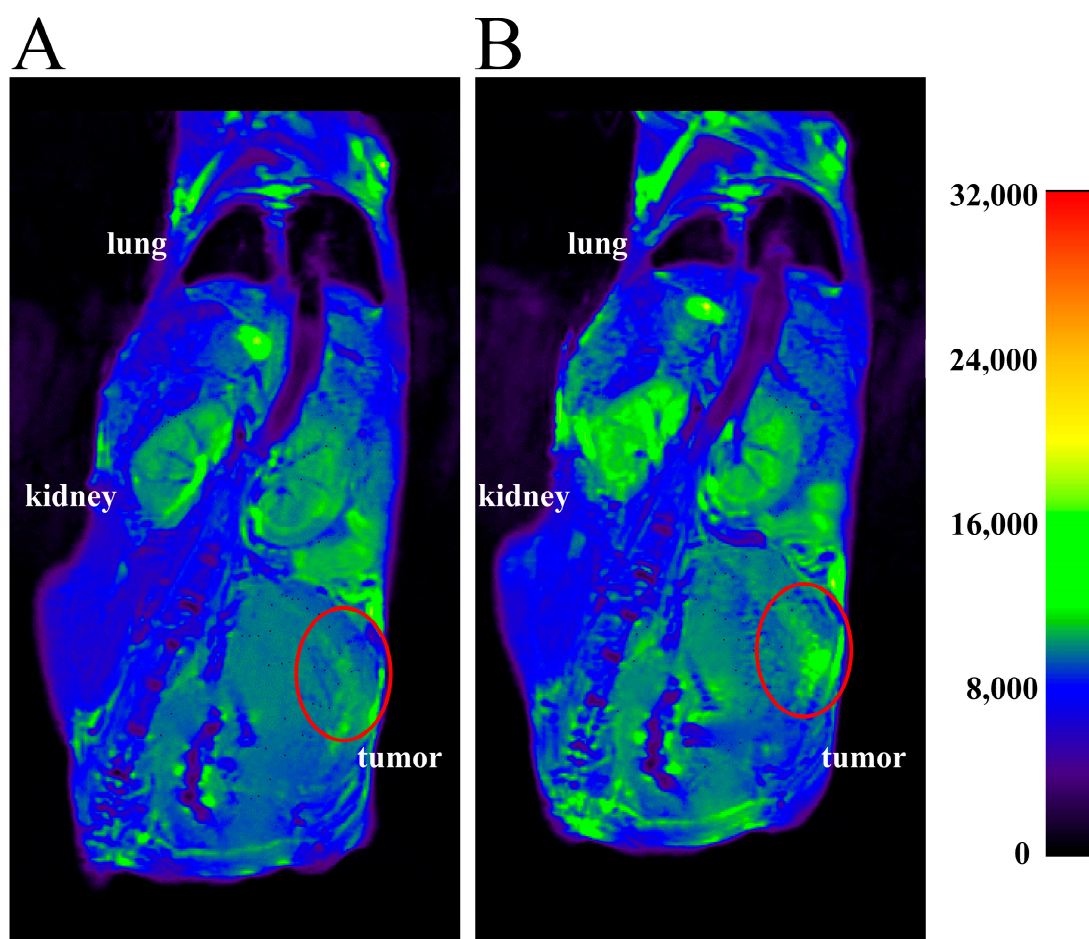 A
B
lung
lung
kidney
kidney
tumor
tumor
32,000
24,000
16,000
8,000
0